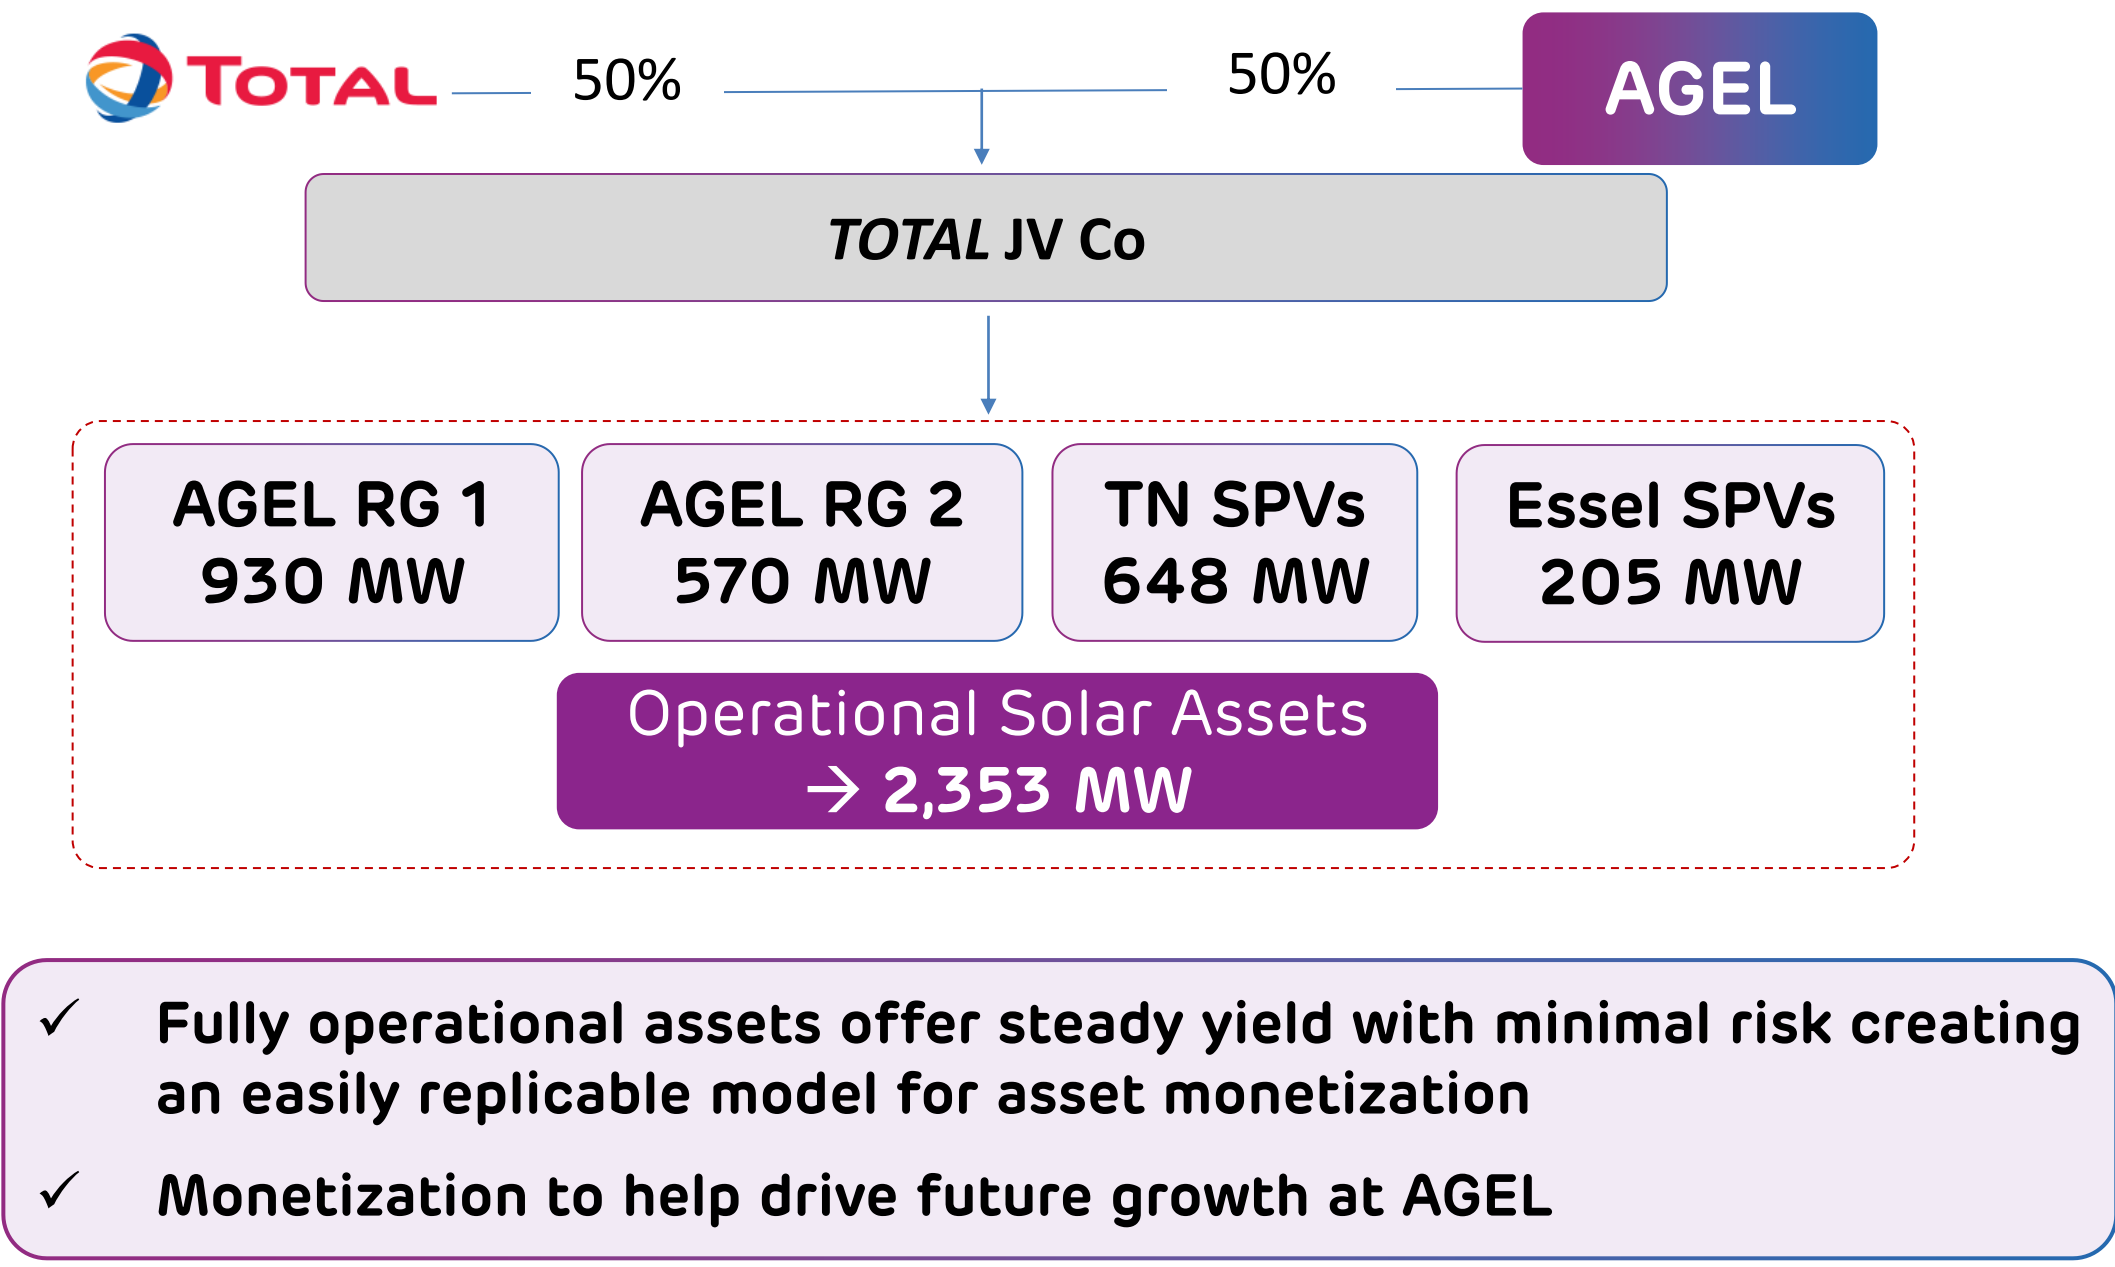 TOTAL
50%
50%
AGEL
TOTAL JV Co
AGEL RG 1
930 MW
AGEL RG 2
570 MW
TN SPVs
648 MW
Essel SPVs
205 MW
Operational Solar Assets
→ 2,353 MW
✓ Fully operational assets offer steady yield with minimal risk creating
an easily replicable model for asset monetization
✓ Monetization to help drive future growth at AGEL